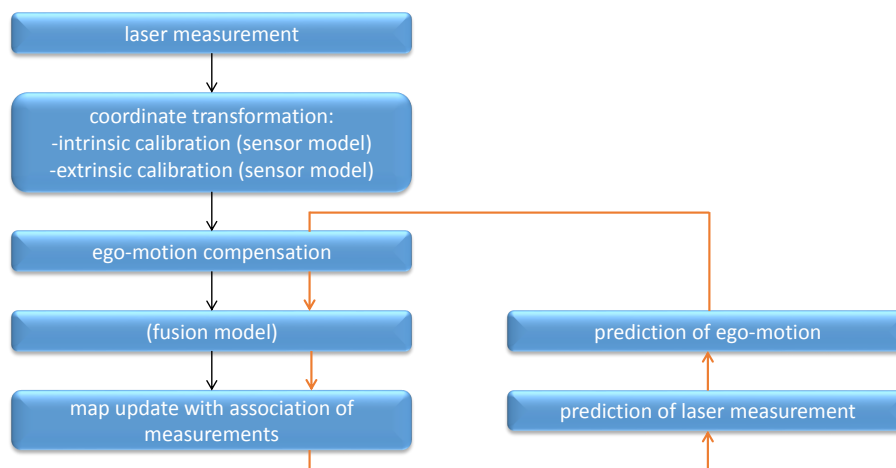 laser measurement
coordinate transformation:
-intrinsic calibration (sensor model)
-extrinsic calibration (sensor model)
ego-motion compensation
(fusion model)
prediction of ego-motion
map update with association of
measurements
prediction of laser measurement